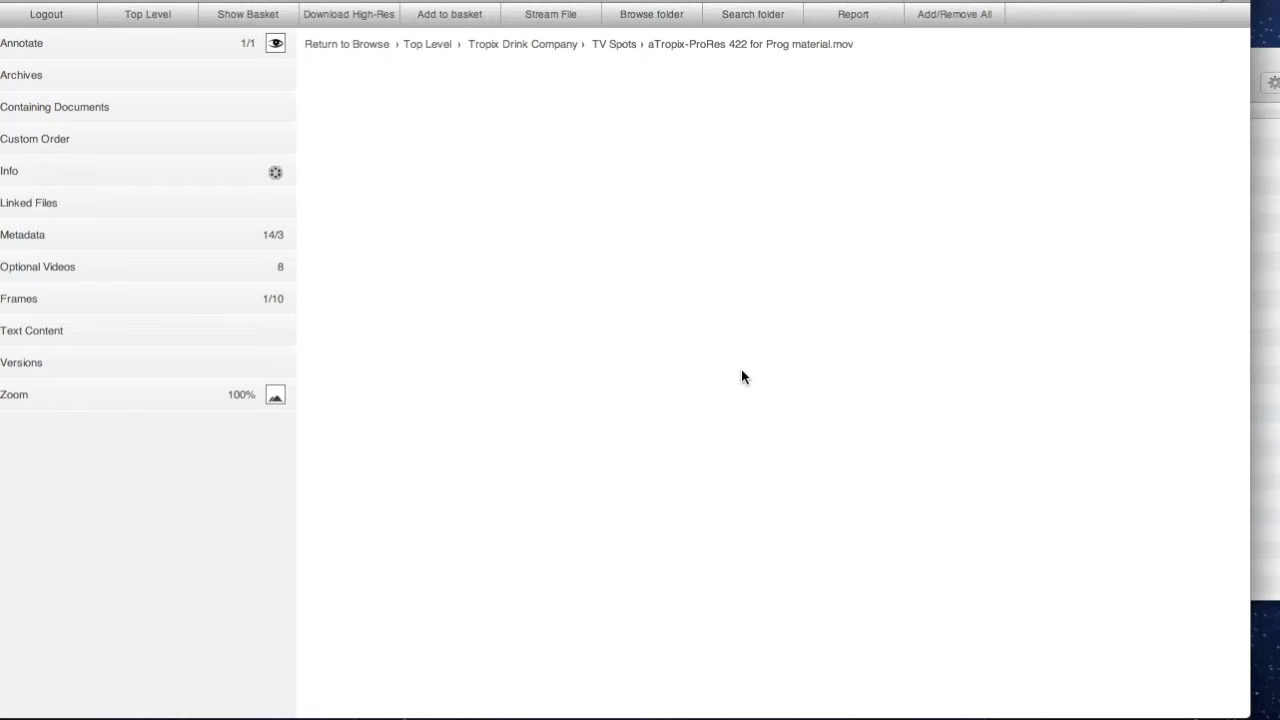 Logout Top Level Show Basket Download High-Res Add to basket Stream File Browse folder Search folder Report Add/Remove All
Return to Browse › Top Level › Tropix Drink Company › TV Spots › aTropix-ProRes 422 for Prog material.mov
Annotate 1/1
Archives
Containing Documents
Custom Order
Info
Linked Files
Metadata 14/3
Optional Videos 8
Frames 1/10
Text Content
Versions
Zoom 100%